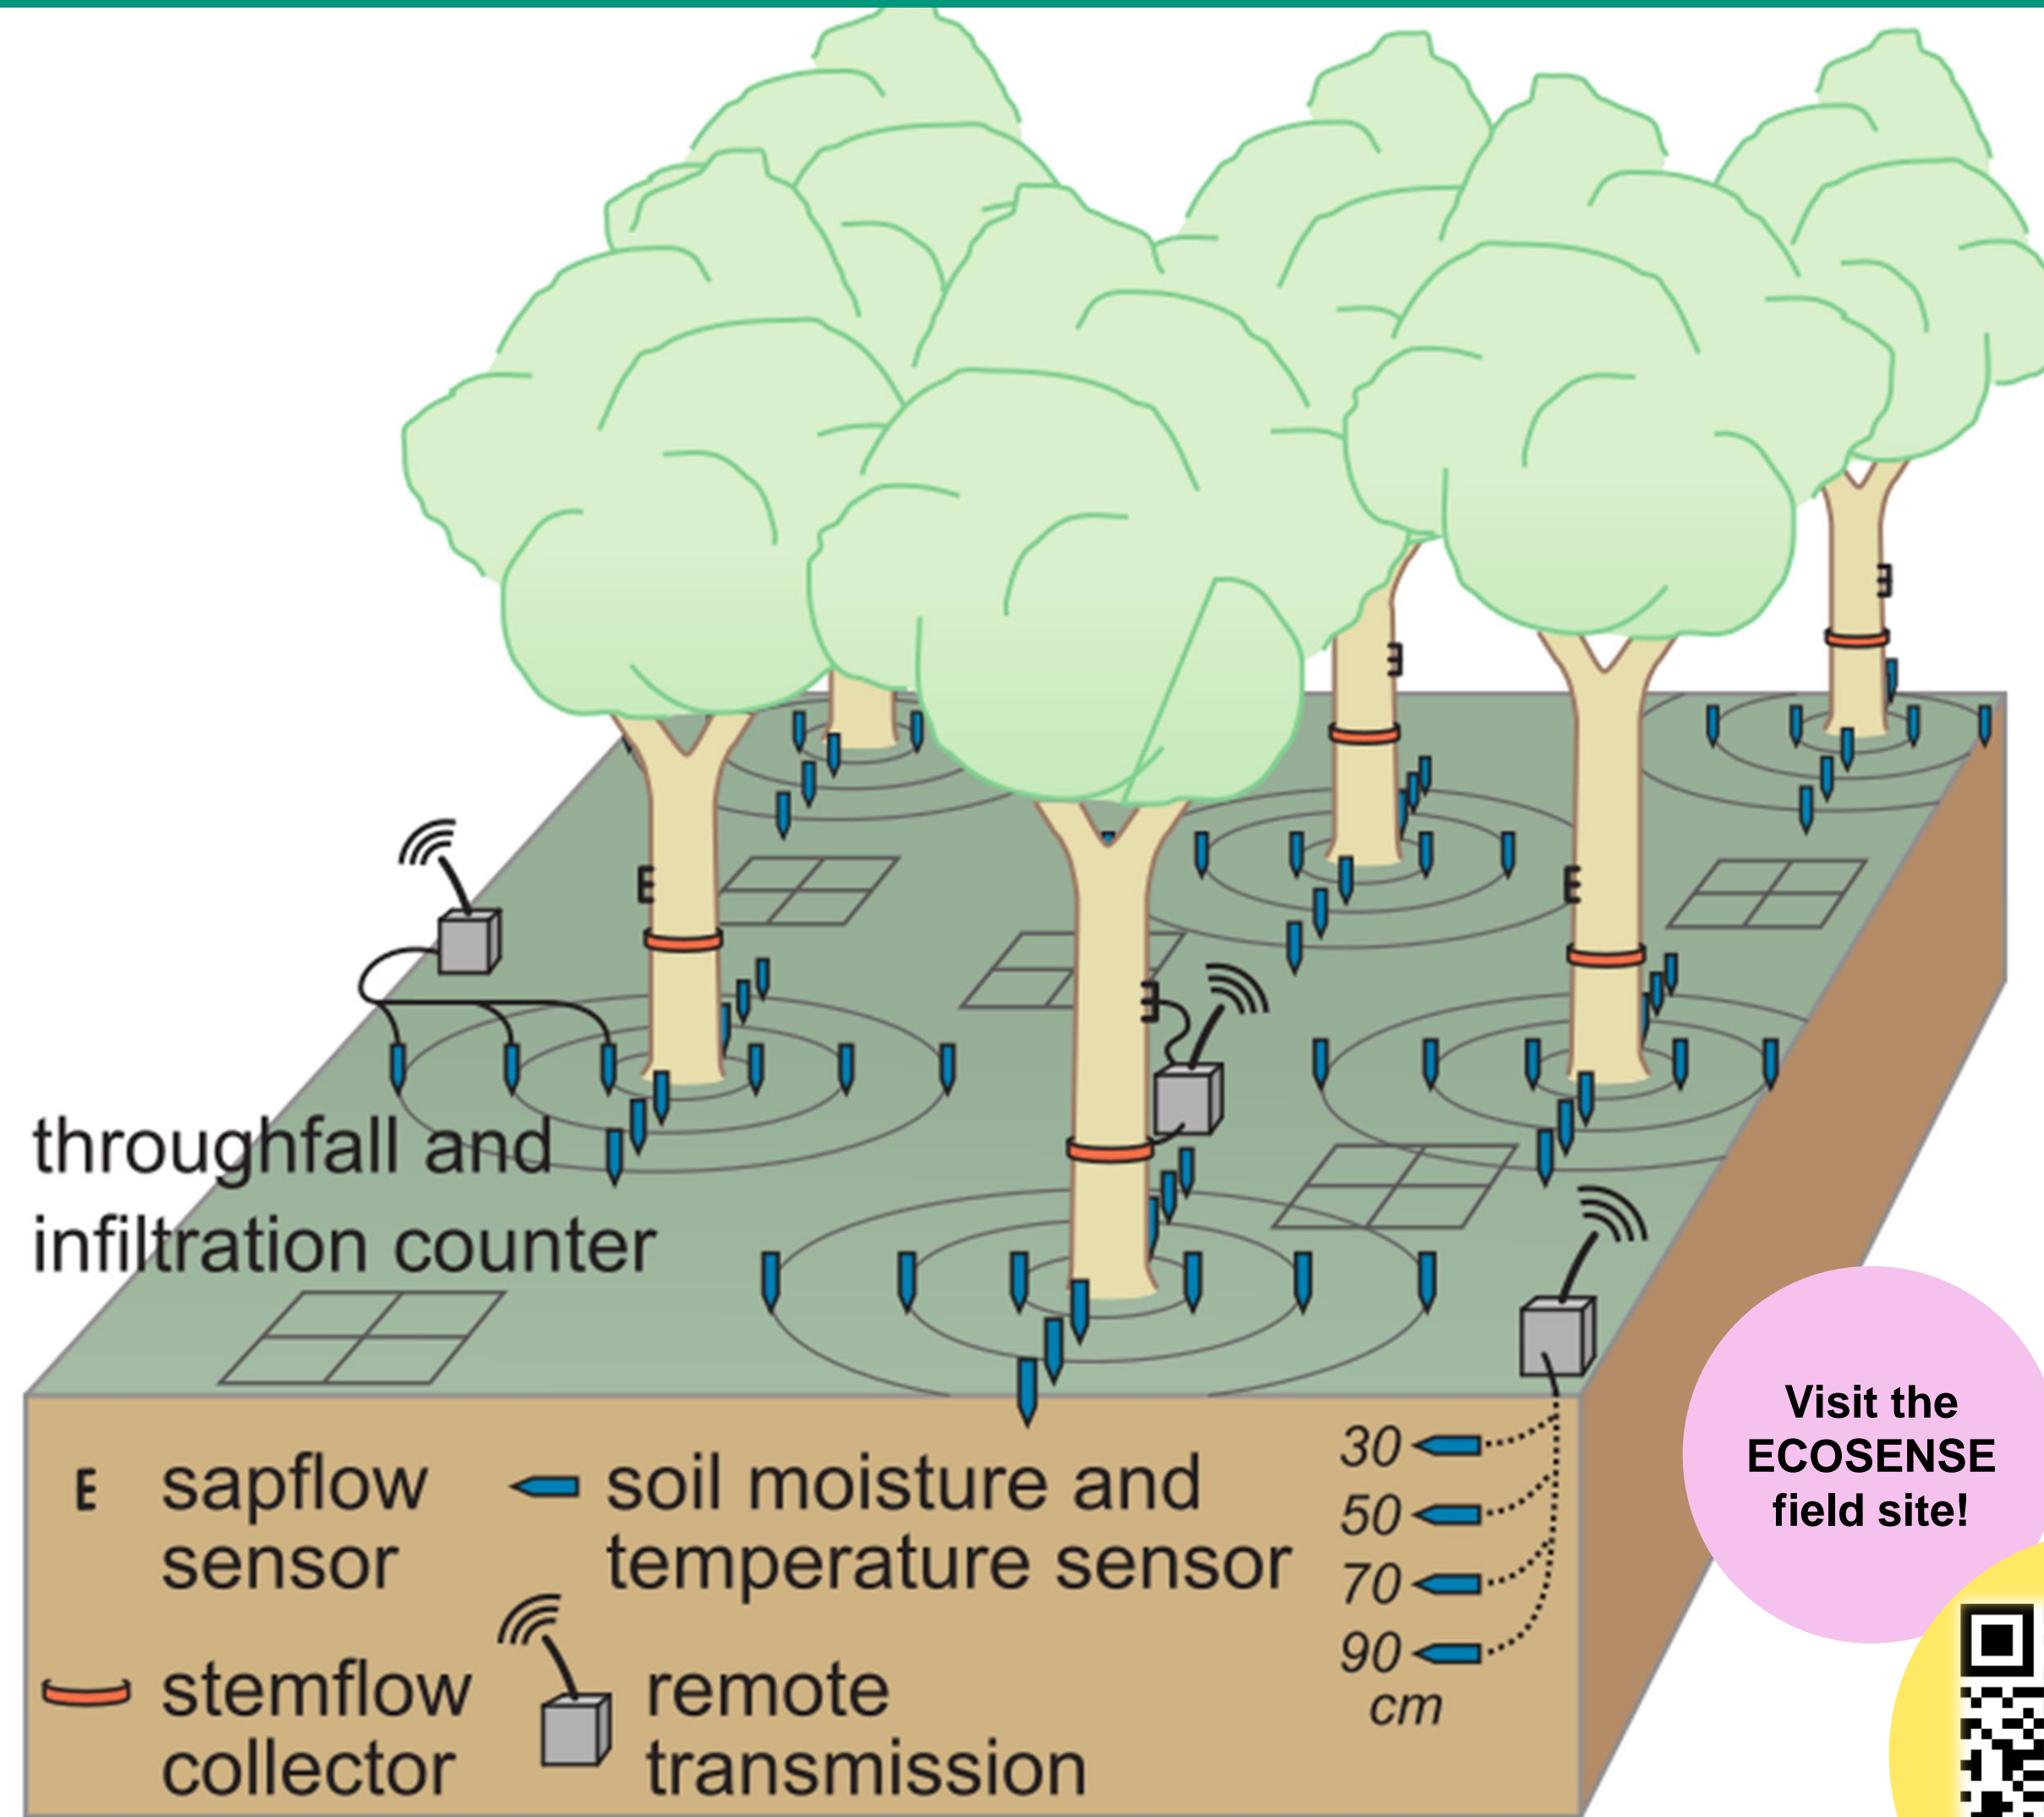 throughfall and
infiltration counter
sapflow
sensor
soil moisture and
temperature sensor
stemflow
collector
remote
transmission
30
50
70
90
cm
Visit the
ECOSENSE
field site!